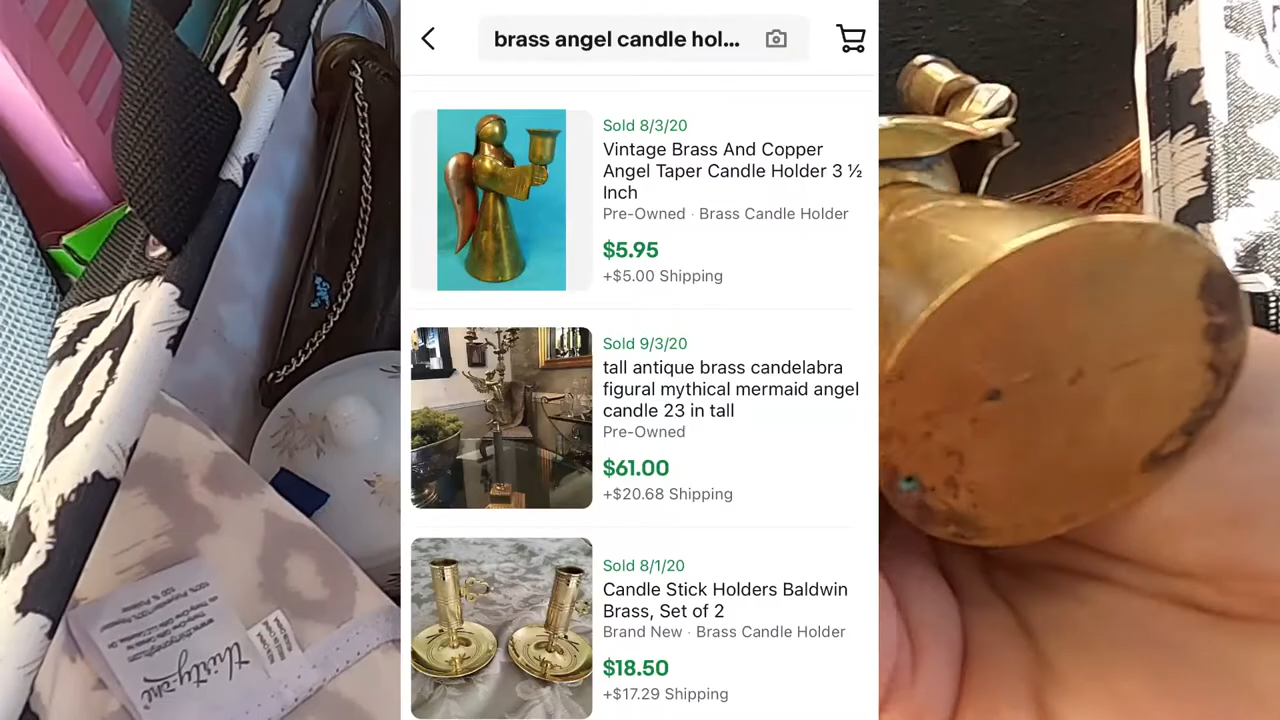 brass angel candle hol...
Sold 8/3/20
Vintage Brass And Copper
Angel Taper Candle Holder 3 ½
Inch
Pre-Owned · Brass Candle Holder
$5.95
+$5.00 Shipping
Sold 9/3/20
tall antique brass candelabra
figural mythical mermaid angel
candle 23 in tall
Pre-Owned
$61.00
+$20.68 Shipping
Sold 8/1/20
Candle Stick Holders Baldwin
Brass, Set of 2
Brand New · Brass Candle Holder
$18.50
+$17.29 Shipping
thirty-one